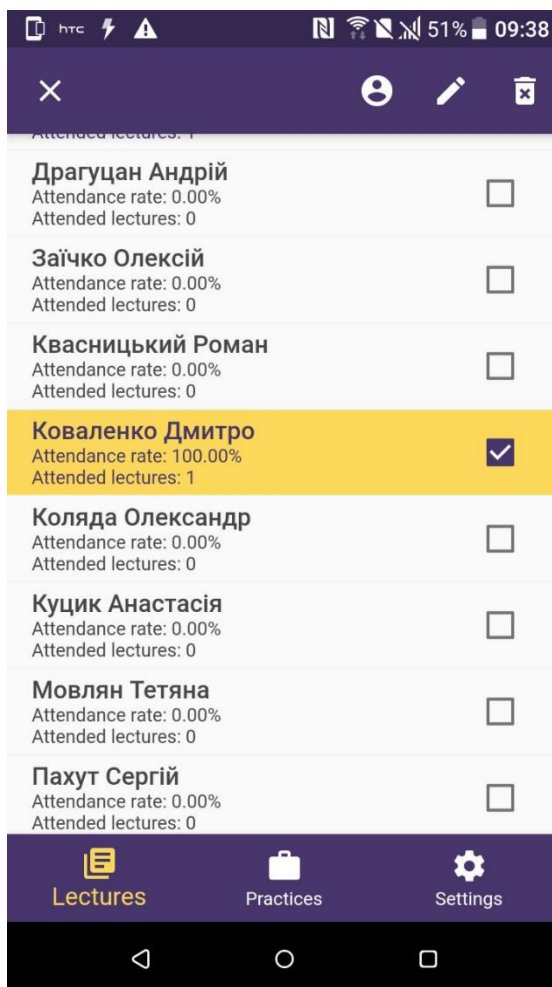 hTC 51% 09:38
Attended lectures: 1
Драгуцан Андрій
Attendance rate: 0.00%
Attended lectures: 0
Заїчко Олексій
Attendance rate: 0.00%
Attended lectures: 0
Квасницький Роман
Attendance rate: 0.00%
Attended lectures: 0
Коваленко Дмитро
Attendance rate: 100.00%
Attended lectures: 1
Коляда Олександр
Attendance rate: 0.00%
Attended lectures: 0
Куцик Анастасія
Attendance rate: 0.00%
Attended lectures: 0
Мовлян Тетяна
Attendance rate: 0.00%
Attended lectures: 0
Пахут Сергій
Attendance rate: 0.00%
Attended lectures: 0
Lectures Practices Settings